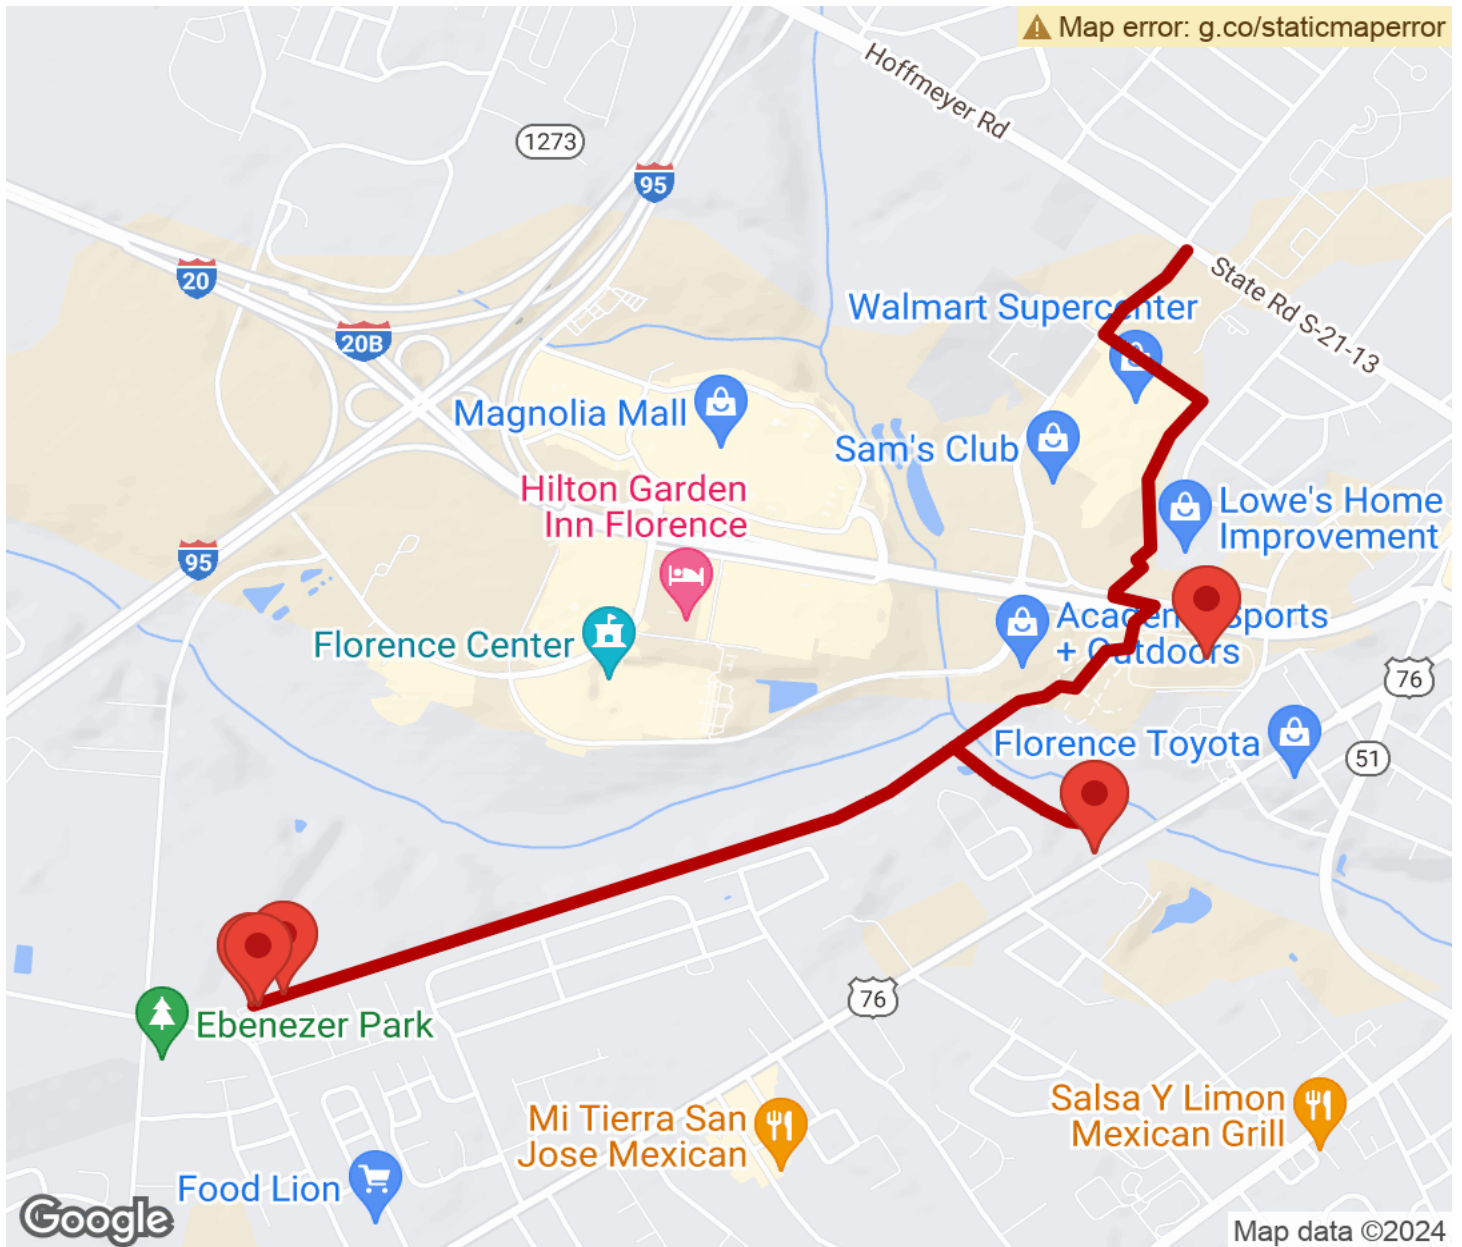 Map error: g.co/staticmaperror
Hoffmeyer Rd
1273
95
20
State Rd S-21-13
Walmart Supercenter
20B
Magnolia Mall
Sam's Club
Hilton Garden
Inn Florence
Lowe's Home
Improvement
95
Academy Sports
+ Outdoors
Florence Center
76
Florence Toyota
51
76
Ebenezer Park
Salsa Y Limon
Mexican Grill
Mi Tierra San
Jose Mexican
Food Lion
Google
Map data ©2024